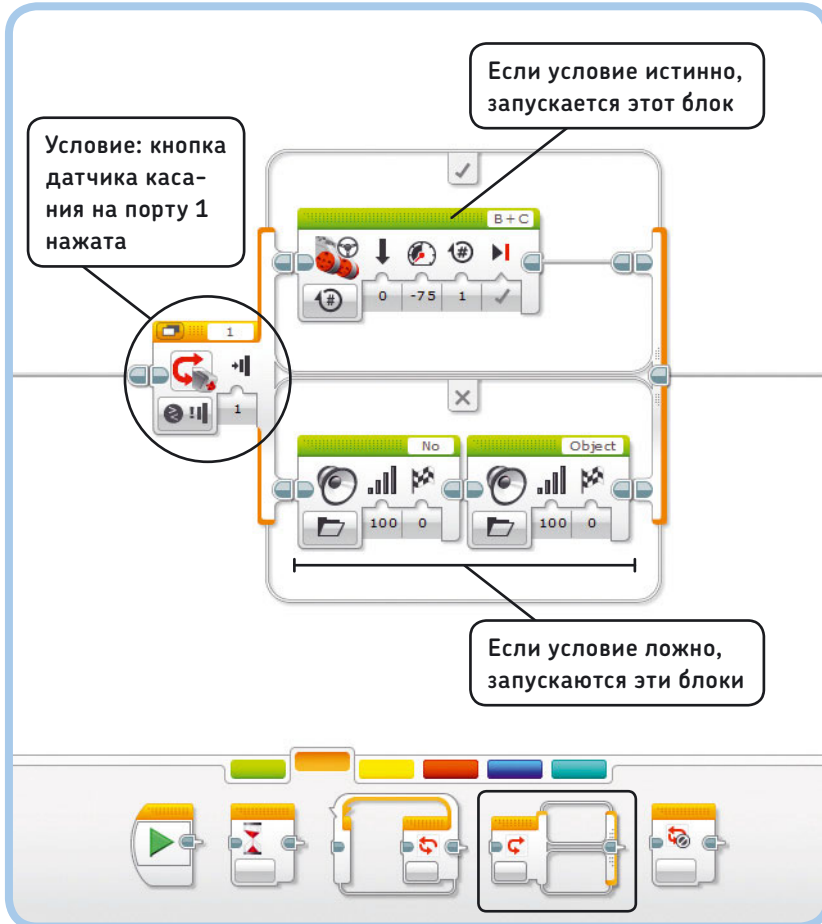 Если условие истинно,
запускается этот блок
Условие: кнопка
датчика каса-
ния на порту 1
нажата
B+C
#
#
0 -75 1
1
1
No Object
100 0 100 0
Если условие ложно,
запускаются эти блоки